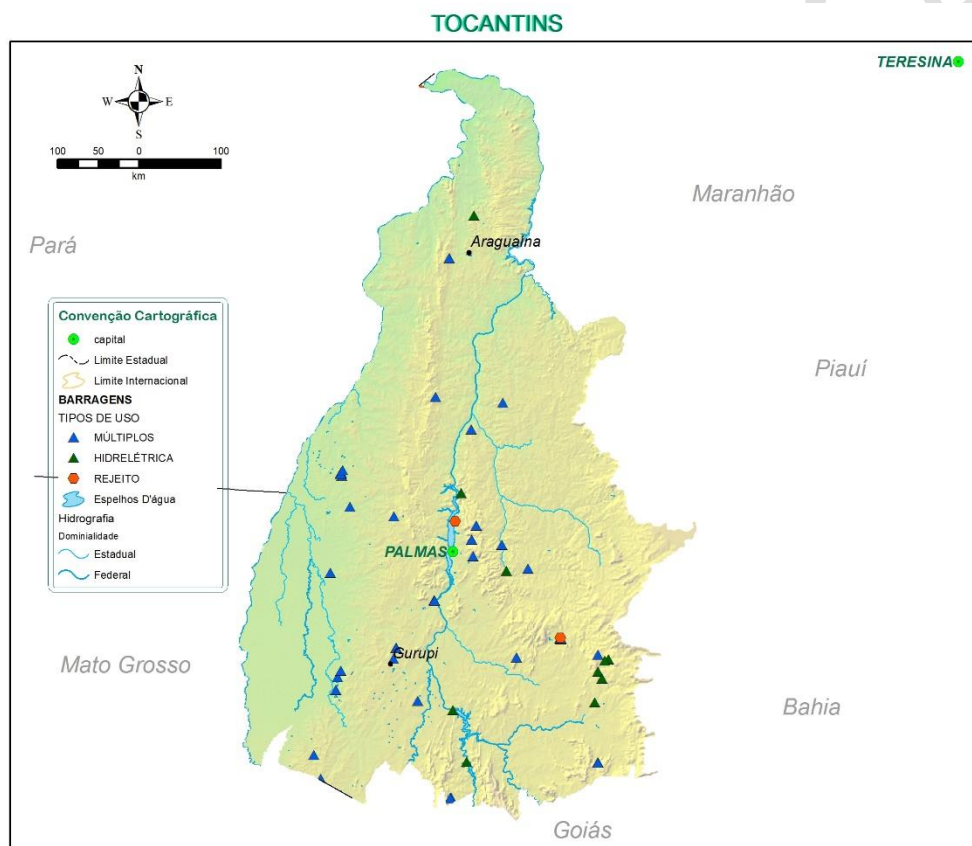 TOCANTINS
TERESINA
N
W E
S
100 50 0 100
km
Maranhão
Pará
Araguaína
Convenção Cartográfica
capital
Limite Estadual
Limite Internacional
BARRAGENS
TIPOS DE USO
MÚLTIPLOS
HIDRELÉTRICA
REJEITO
Espelhos D'água
Hidrografia
Dominialidade
Estadual
Federal
Piauí
PALMAS
Mato Grosso
Gurupi
Bahia
Goiás